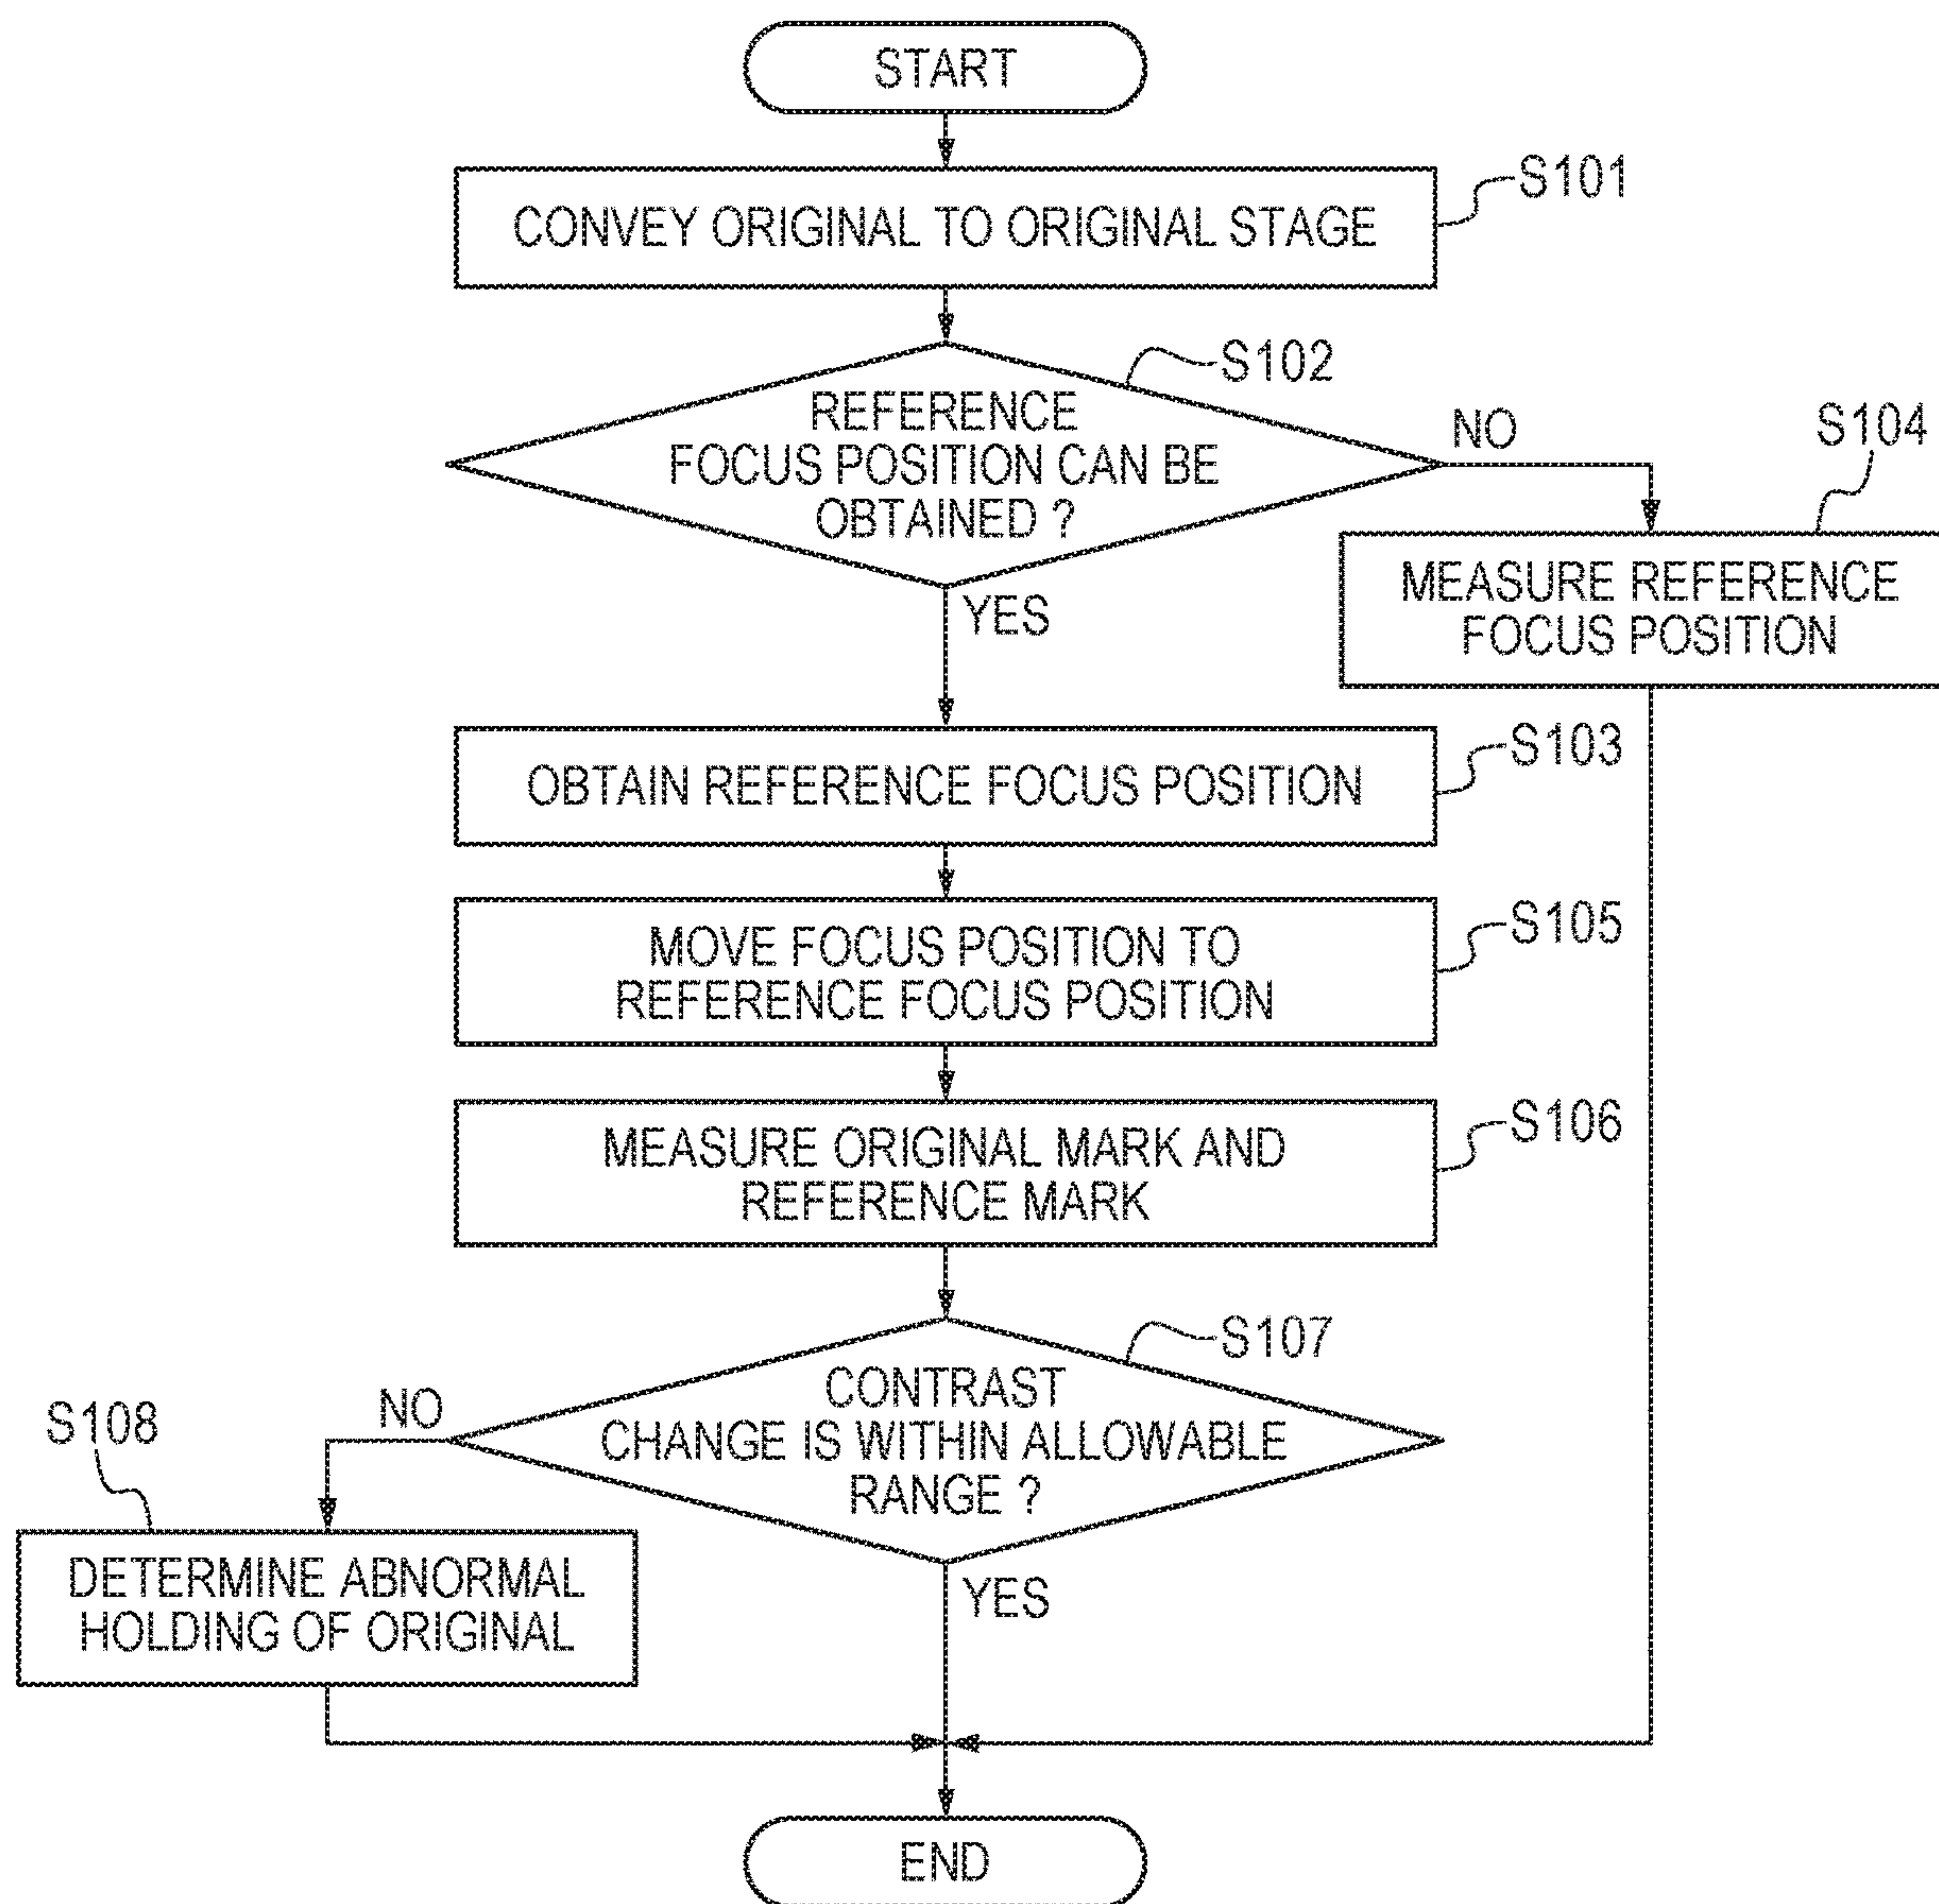 START
CONVEY ORIGINAL TO ORIGINAL STAGE
S101
REFERENCE
FOCUS POSITION CAN BE
OBTAINED ?
S102
NO
YES
S104
MEASURE REFERENCE
FOCUS POSITION
OBTAIN REFERENCE FOCUS POSITION
S103
MOVE FOCUS POSITION TO
REFERENCE FOCUS POSITION
S105
MEASURE ORIGINAL MARK AND
REFERENCE MARK
S106
CONTRAST
CHANGE IS WITHIN ALLOWABLE
RANGE ?
S107
NO
YES
S108
DETERMINE ABNORMAL
HOLDING OF ORIGINAL
END